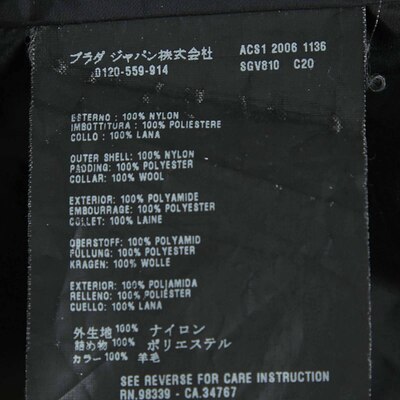 プラダ ジャパン株式会社
0120-559-914
ACS1 2006 1136
SGV810 C20
ESTERNO : 100% NYLON
IMBOTTITURA : 100% POLIESTERE
COLLO : 100% LANA
OUTER SHELL: 100% NYLON
PADDING: 100% POLYESTER
COLLAR: 100% WOOL
EXTERIOR: 100% POLYAMIDE
EMBOURRAGE: 100% POLYESTER
COLLET: 100% LAINE
OBERSTOFF: 100% POLYAMID
FÜLLUNG: 100% POLYESTER
KRAGEN: 100% WOLLE
EXTERIOR: 100% POLIAMIDA
RELLENO: 100% POLIÉSTER
CUELLO: 100% LANA
外生地 100% ナイロン
詰め物 100% ポリエステル
カラー 100% 羊毛
SEE REVERSE FOR CARE INSTRUCTION
RN.98339 - CA.34767